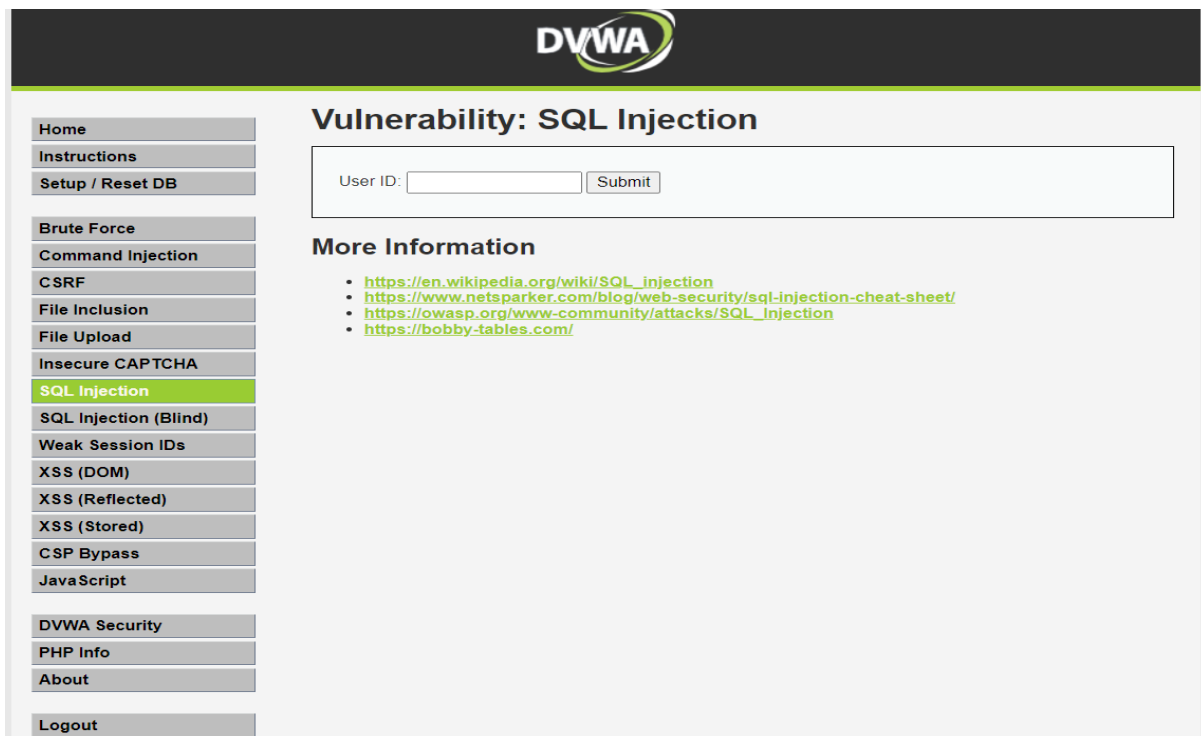 DVWA
Home
Instructions
Setup / Reset DB
Brute Force
Command Injection
CSRF
File Inclusion
File Upload
Insecure CAPTCHA
SQL Injection
SQL Injection (Blind)
Weak Session IDs
XSS (DOM)
XSS (Reflected)
XSS (Stored)
CSP Bypass
JavaScript
DVWA Security
PHP Info
About
Logout
Vulnerability: SQL Injection
User ID: Submit
More Information
https://en.wikipedia.org/wiki/SQL_injection
https://www.netsparker.com/blog/web-security/sql-injection-cheat-sheet/
https://owasp.org/www-community/attacks/SQL_Injection
https://bobby-tables.com/